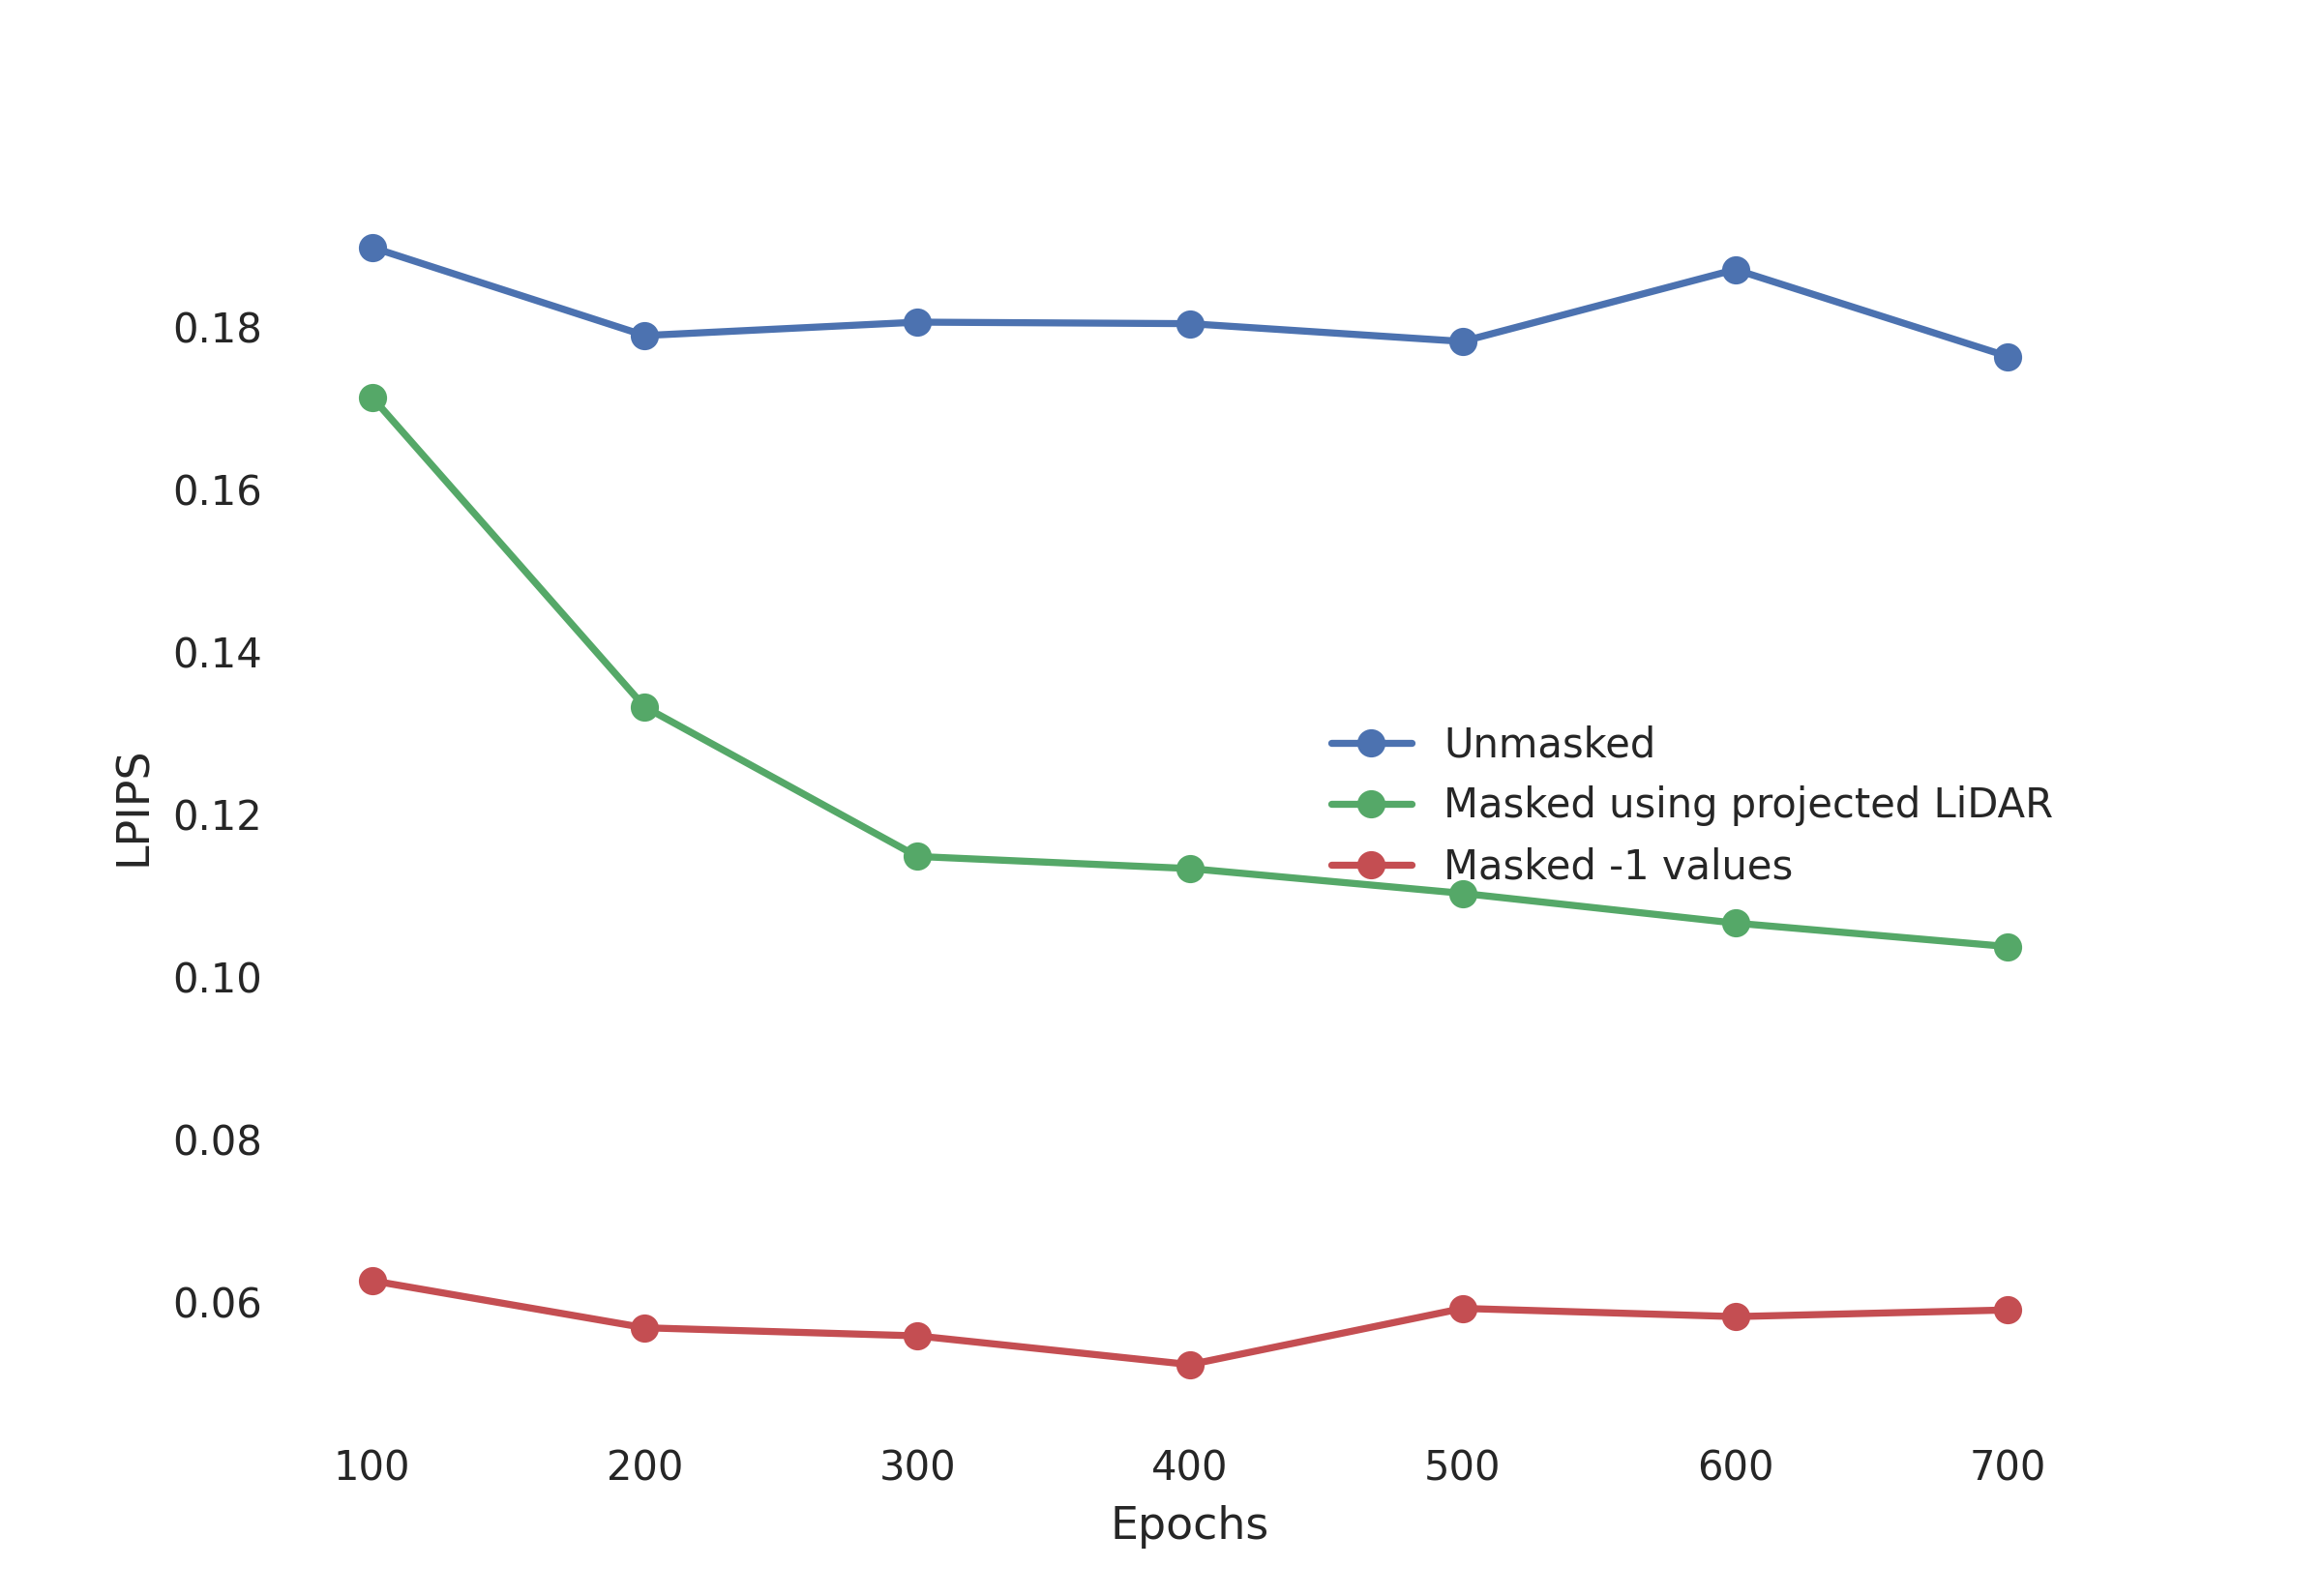 0.18
0.16
0.14
0.12
0.10
0.08
0.06
LPIPS
Unmasked
Masked using projected LiDAR
Masked -1 values
100 200 300 400 500 600 700
Epochs